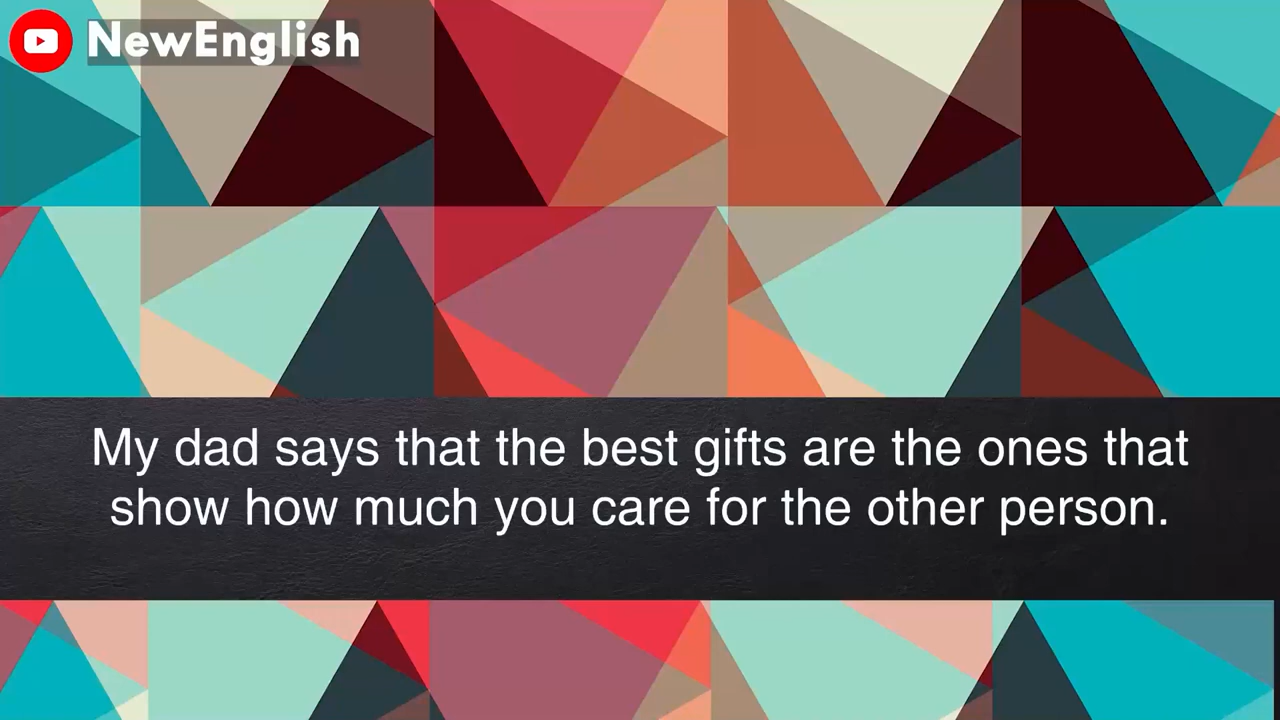 NewEnglish
My dad says that the best gifts are the ones that
show how much you care for the other person.